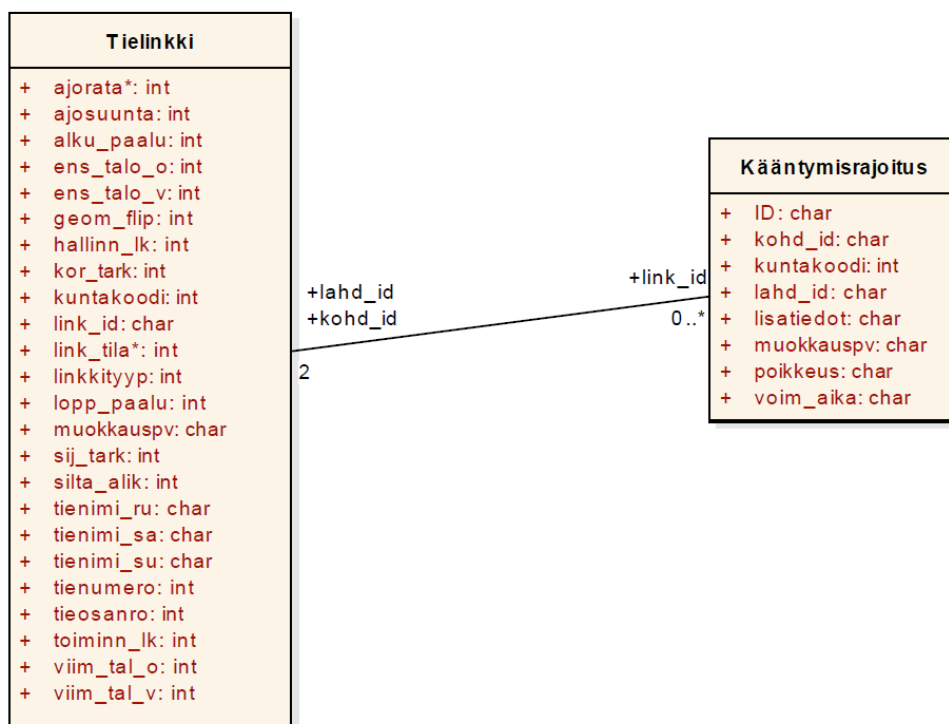 Tielinkki
+ ajorata*: int
+ ajosuunta: int
+ alku_paalu: int
+ ens_talo_o: int
+ ens_talo_v: int
+ geom_flip: int
+ hallinn_lk: int
+ kor_tark: int
+ kuntakoodi: int
+ link_id: char
+ link_tila*: int
+ linkkityyp: int
+ lopp_paalu: int
+ muokkauspv: char
+ sij_tark: int
+ silta_alik: int
+ tienimi_ru: char
+ tienimi_sa: char
+ tienimi_su: char
+ tienumero: int
+ tieosanro: int
+ toiminn_lk: int
+ viim_tal_o: int
+ viim_tal_v: int
+lahd_id
+kohd_id
2
+link_id
0..*
Kääntymisrajoitus
+ ID: char
+ kohd_id: char
+ kuntakoodi: int
+ lahd_id: char
+ lisatiedot: char
+ muokkauspv: char
+ poikkeus: char
+ voim_aika: char